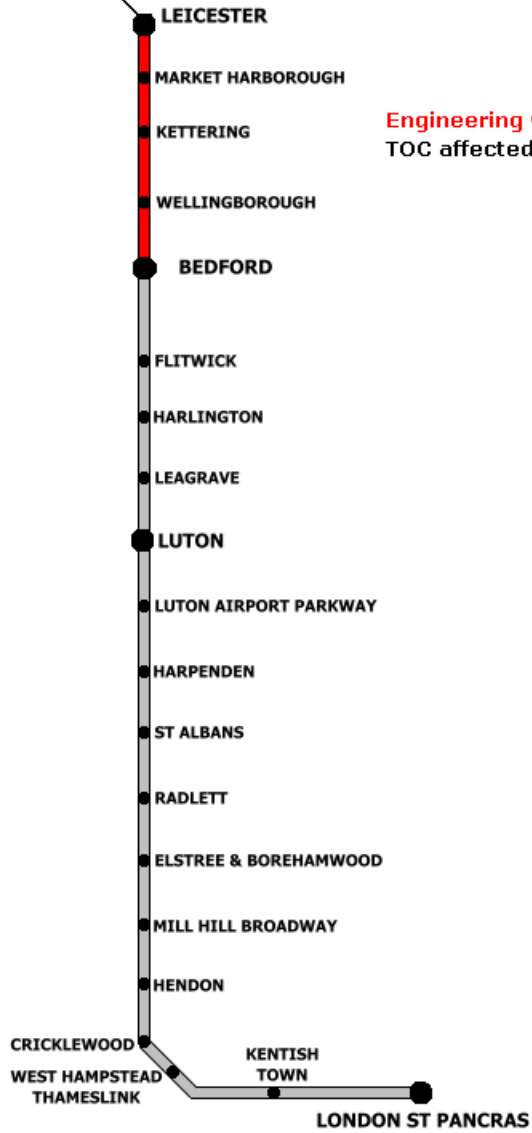 LEICESTER
MARKET HARBOROUGH
Engineering
TOC affected
KETTERING
WELLINGBOROUGH
BEDFORD
FLITWICK
HARLINGTON
LEAGRAVE
LUTON
LUTON AIRPORT PARKWAY
HARPENDEN
ST ALBANS
RADLETT
ELSTREE & BOREHAMWOOD
MILL HILL BROADWAY
HENDON
CRICKLEWOOD
WEST HAMPSTEAD
THAMESLINK
KENTISH
TOWN
LONDON ST PANCRAS